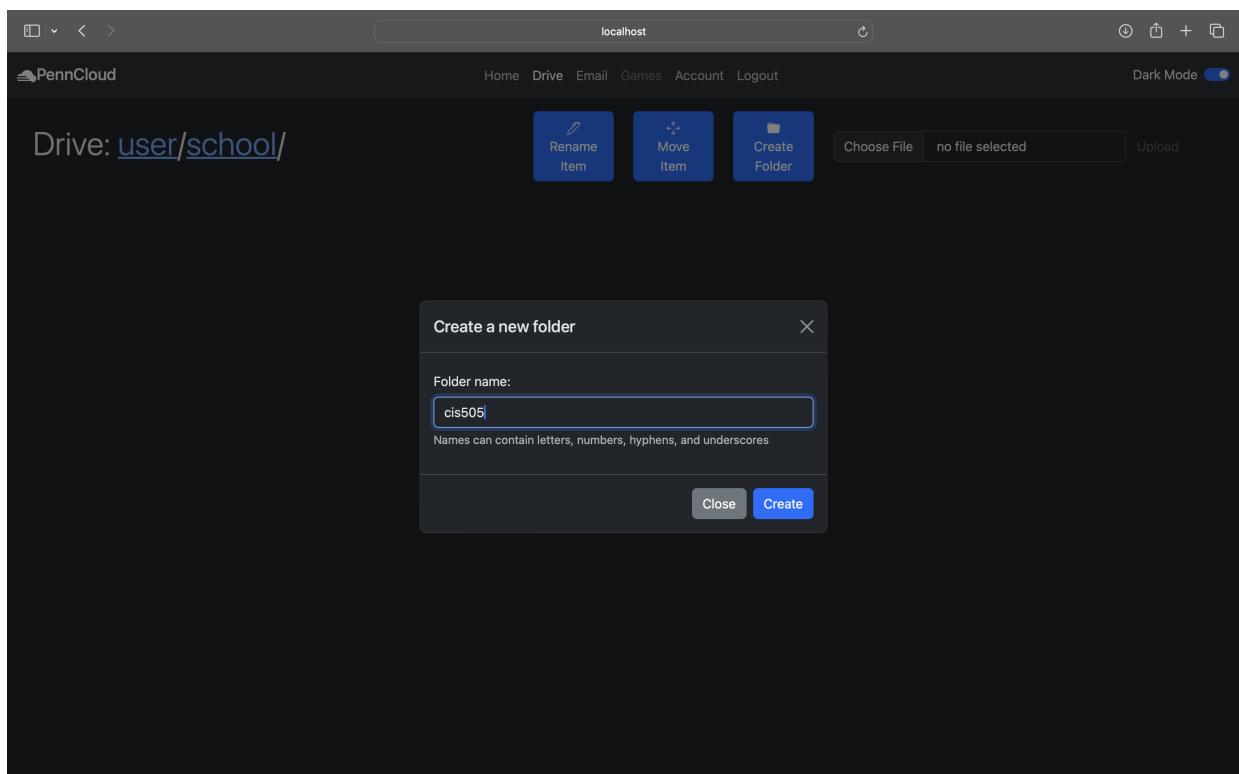 localhost
PennCloud
Home Drive Email Games Account Logout
Dark Mode
Drive: user/school/
Rename
Item
Move
Item
Create
Folder
Choose File no file selected
Upload
Create a new folder
Folder name:
cis505
Names can contain letters, numbers, hyphens, and underscores
Close
Create